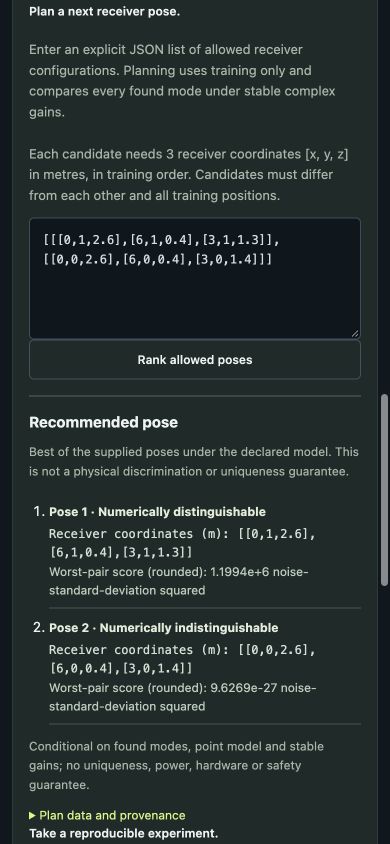 Plan a next receiver pose.
Enter an explicit JSON list of allowed receiver
configurations. Planning uses training only and
compares every found mode under stable complex
gains.
Each candidate needs 3 receiver coordinates [x, y, z]
in metres, in training order. Candidates must differ
from each other and all training positions.
[[[0,1,2.6],[6,1,0.4],[3,1,1.3]],
[[0,0,2.6],[6,0,0.4],[3,0,1.4]]]
Rank allowed poses
Recommended pose
Best of the supplied poses under the declared model. This
is not a physical discrimination or uniqueness guarantee.
1. Pose 1 · Numerically distinguishable
Receiver coordinates (m): [[0,1,2.6],
[6,1,0.4],[3,1,1.3]]
Worst-pair score (rounded): 1.1994e+6 noise-
standard-deviation squared
2. Pose 2 · Numerically indistinguishable
Receiver coordinates (m): [[0,0,2.6],
[6,0,0.4],[3,0,1.4]]
Worst-pair score (rounded): 9.6269e-27 noise-
standard-deviation squared
Conditional on found modes, point model and stable
gains; no uniqueness, power, hardware or safety
guarantee.
▶ Plan data and provenance
Take a reproducible experiment.